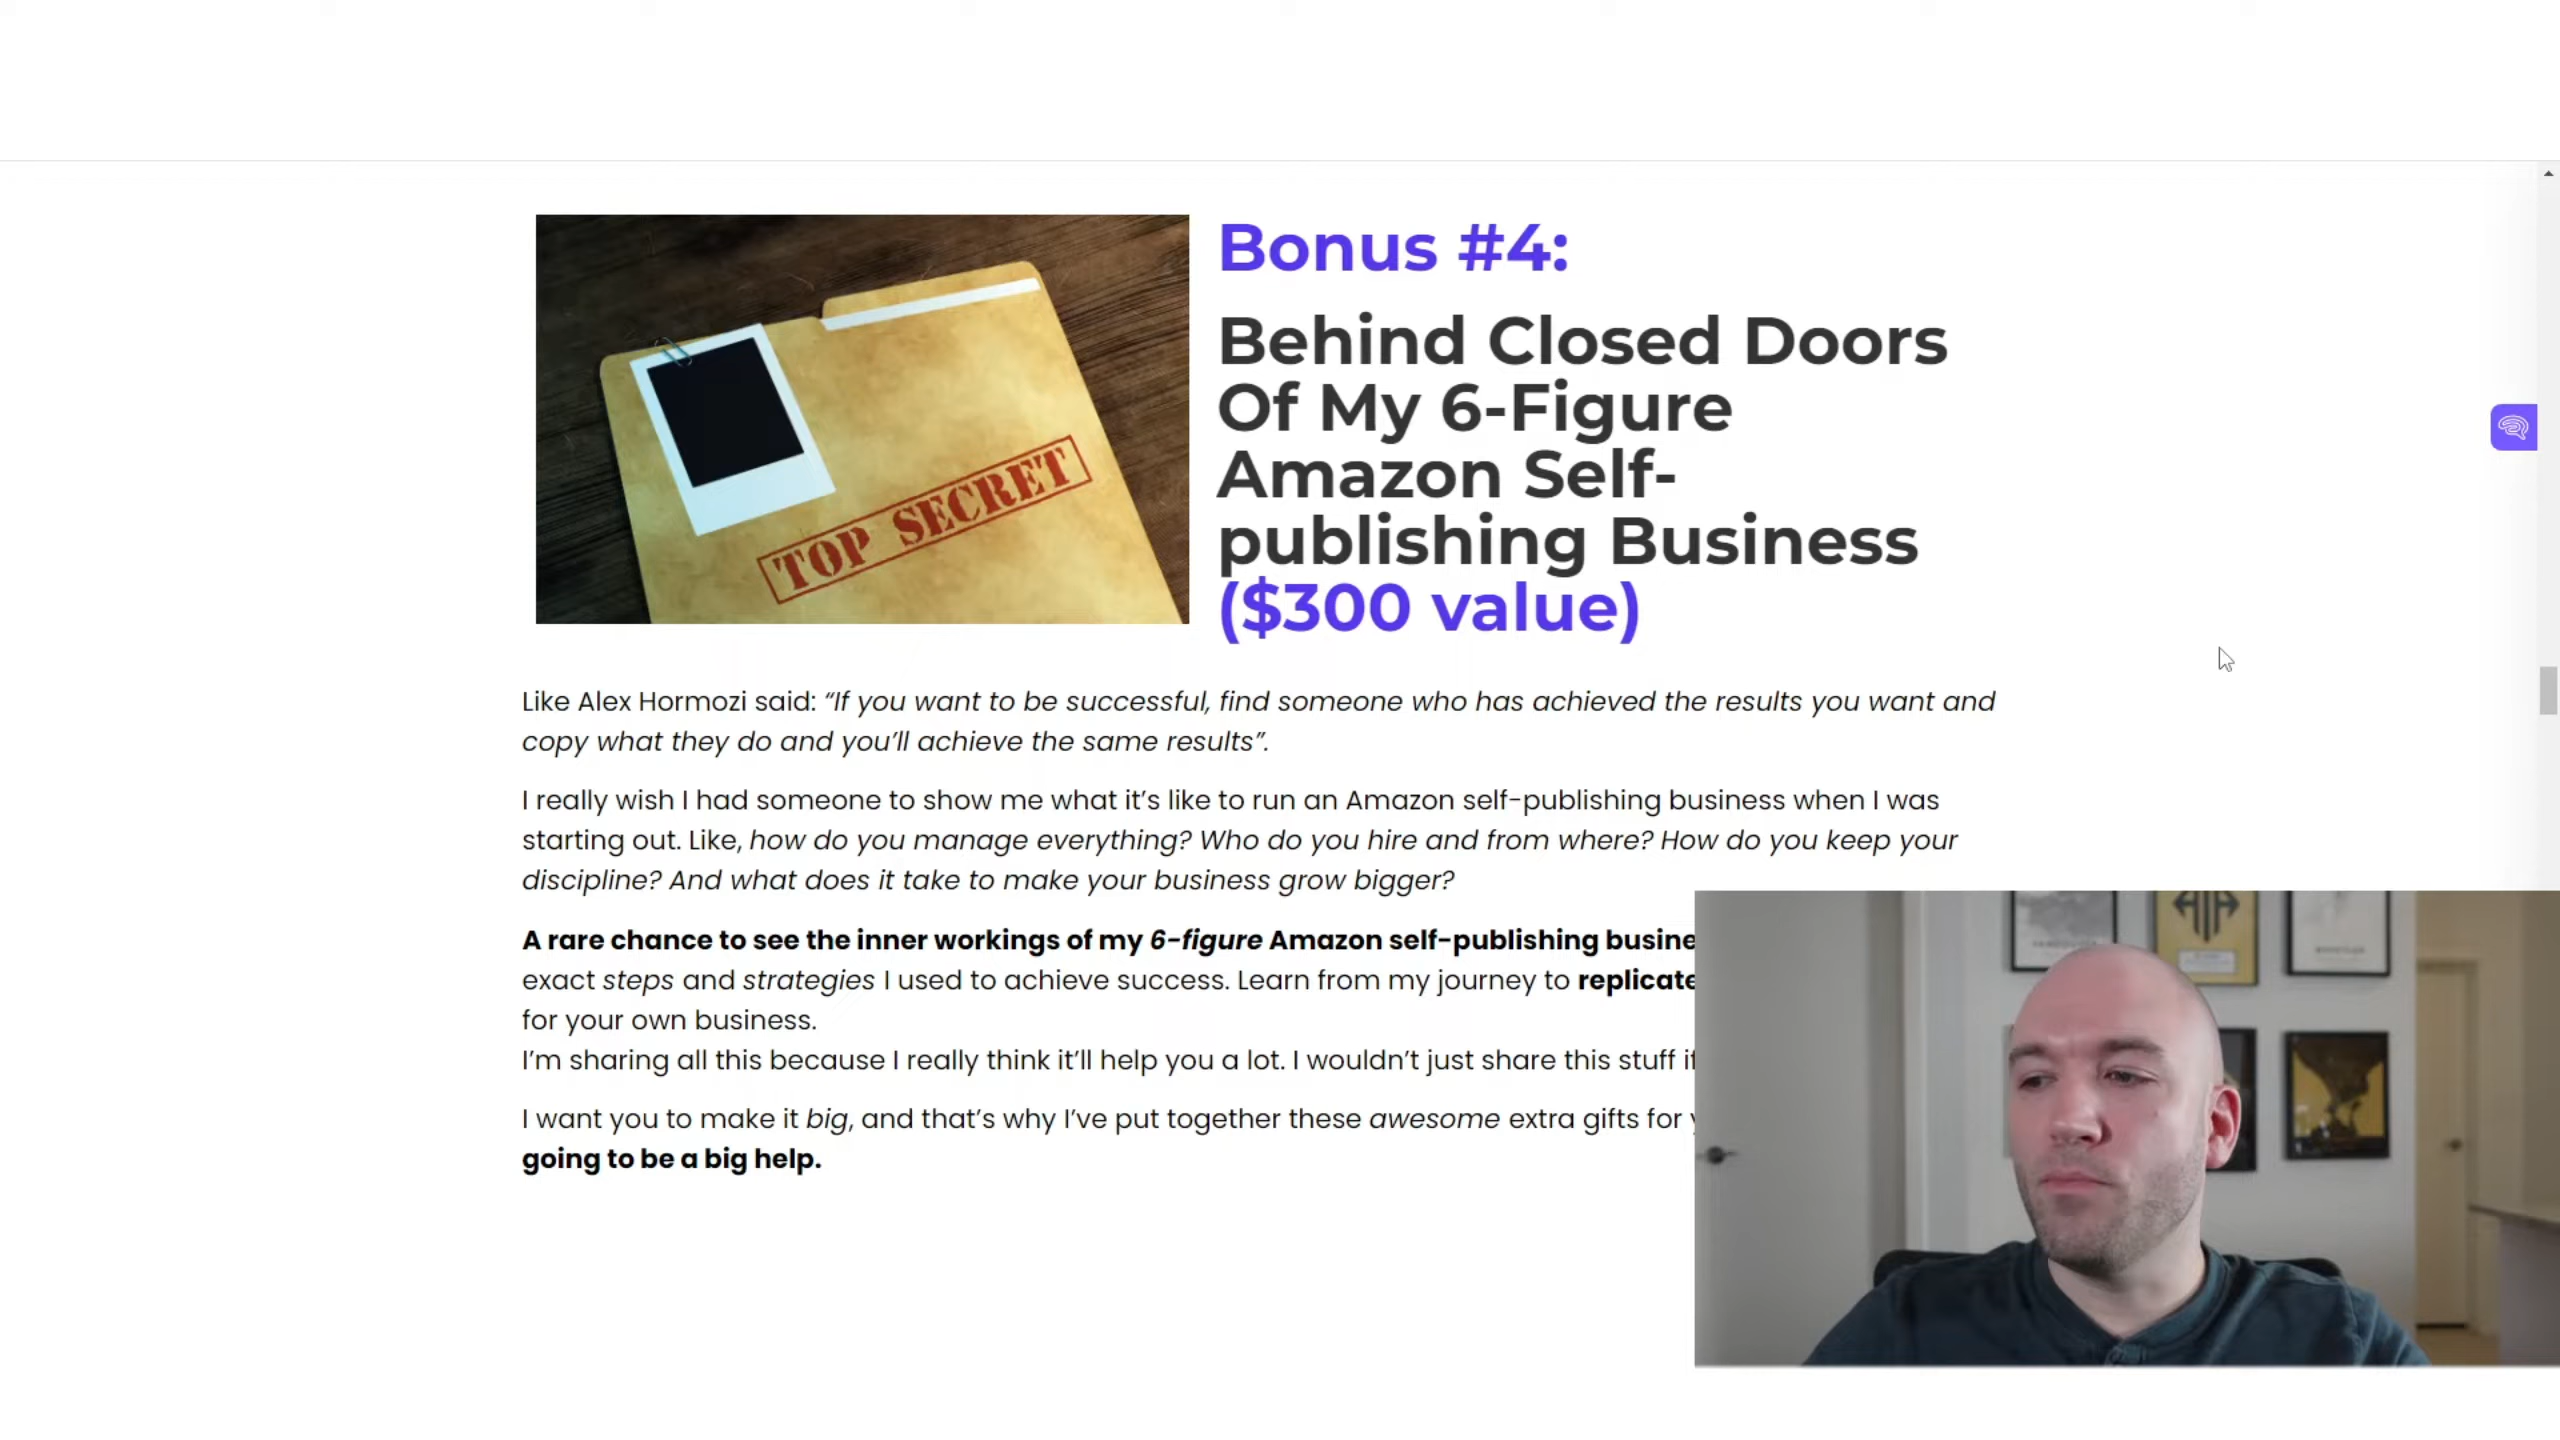 Bonus #4:
Behind Closed Doors
Of My 6-Figure
Amazon Self-
publishing Business
($300 value)
TOP SECRET
Like Alex Hormozi said: “If you want to be successful, find someone who has achieved the results you want and
copy what they do and you’ll achieve the same results”.
I really wish I had someone to show me what it’s like to run an Amazon self-publishing business when I was
starting out. Like, how do you manage everything? Who do you hire and from where? How do you keep your
discipline? And what does it take to make your business grow bigger?
A rare chance to see the inner workings of my 6-figure Amazon self-publishing busine
exact steps and strategies I used to achieve success. Learn from my journey to replicate
for your own business.
I’m sharing all this because I really think it’ll help you a lot. I wouldn’t just share this stuff if
I want you to make it big, and that’s why I’ve put together these awesome extra gifts for
going to be a big help.